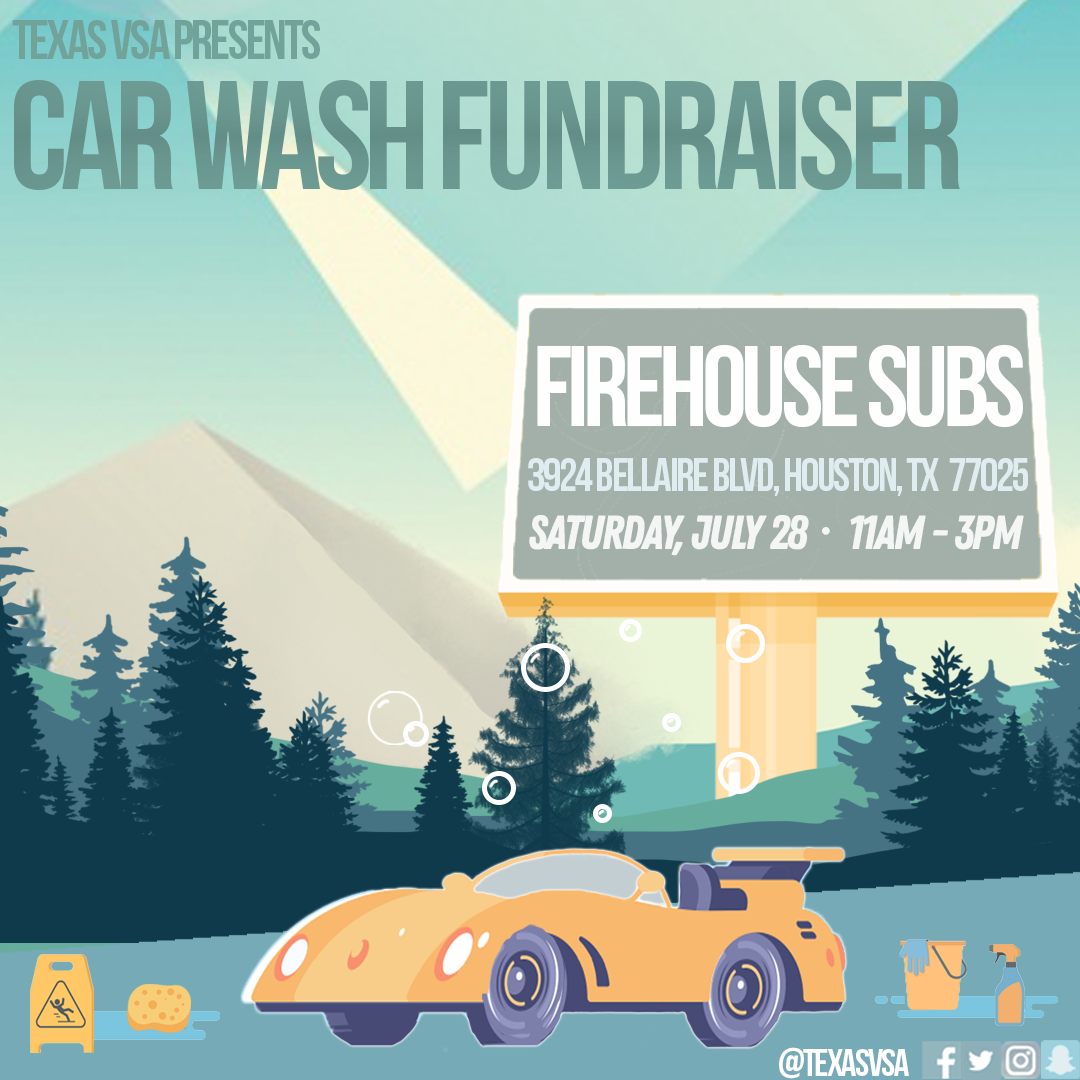 TEXAS VSA PRESENTS
CAR WASH FUNDRAISER
FIREHOUSE SUBS
3924 BELLAIRE BLVD, HOUSTON, TX 77025
SATURDAY, JULY 28 · 11AM - 3PM
@TEXASVSA